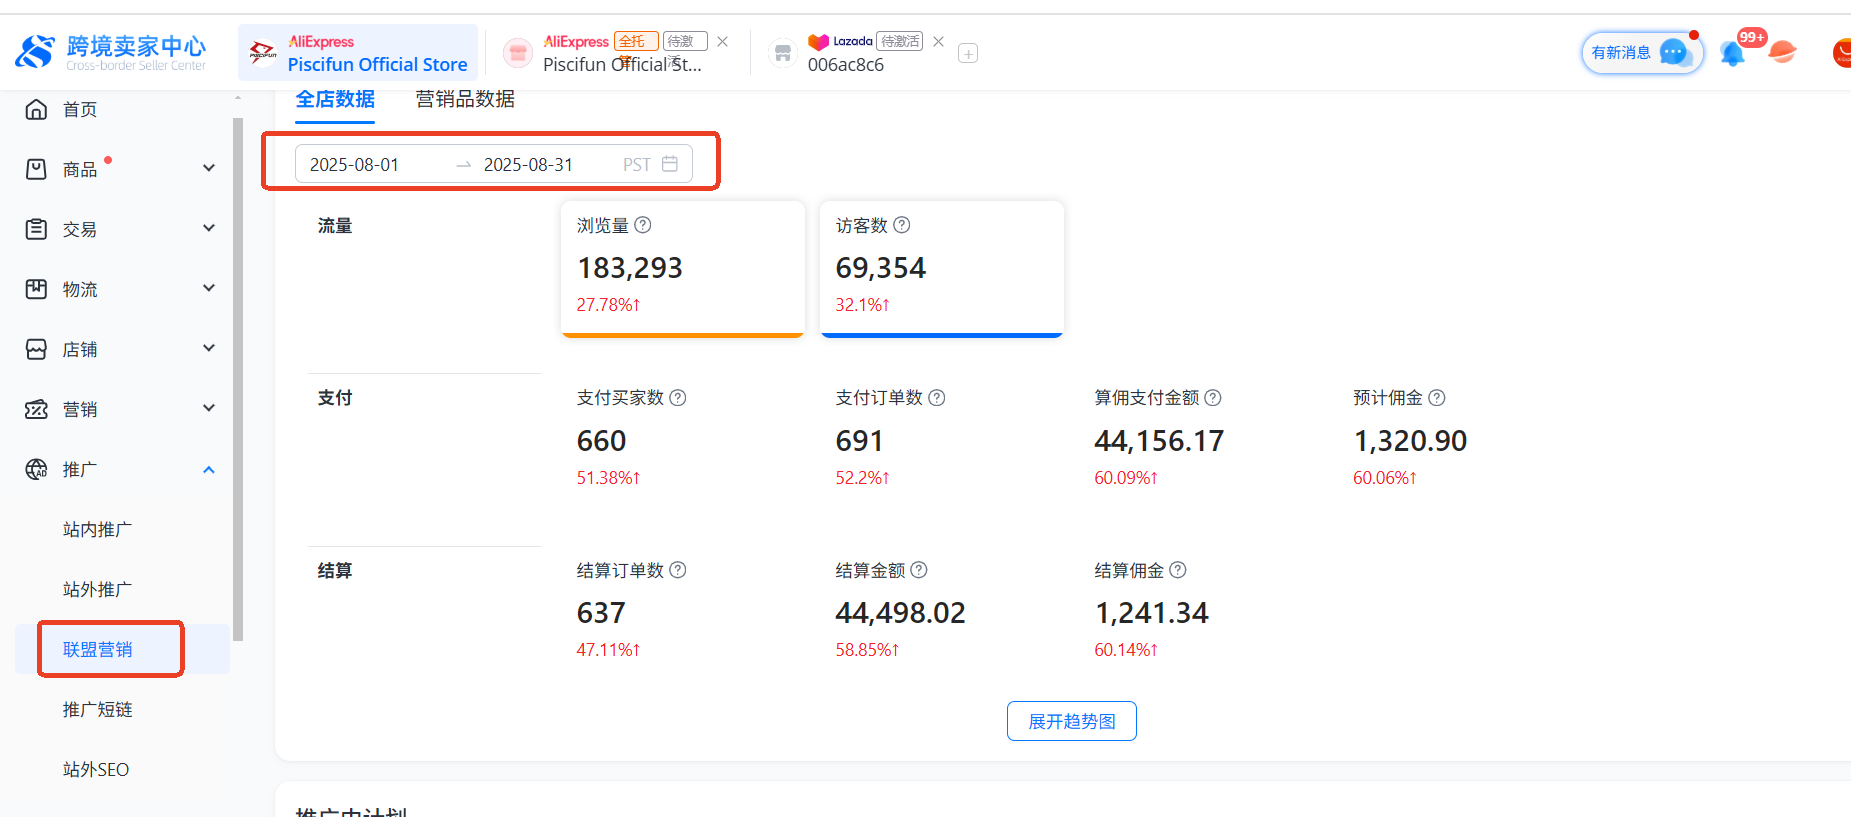 跨境卖家中心
Cross-border Seller Center
PISCIFUN
AliExpress
Piscifun Official Store
AliExpress 全托管 待激活
Piscifun Official St...
Lazada 待激活
006ac8c6
有新消息
99+
首页
商品
交易
物流
店铺
营销
推广
站内推广
站外推广
联盟营销
推广短链
站外SEO
全店数据 营销品数据
2025-08-01 → 2025-08-31 PST
流量
浏览量 ?
183,293
27.78%↑
访客数 ?
69,354
32.1%↑
支付
支付买家数 ?
660
51.38%↑
支付订单数 ?
691
52.2%↑
算佣支付金额 ?
44,156.17
60.09%↑
预计佣金 ?
1,320.90
60.06%↑
结算
结算订单数 ?
637
47.11%↑
结算金额 ?
44,498.02
58.85%↑
结算佣金 ?
1,241.34
60.14%↑
展开趋势图
推广中计划